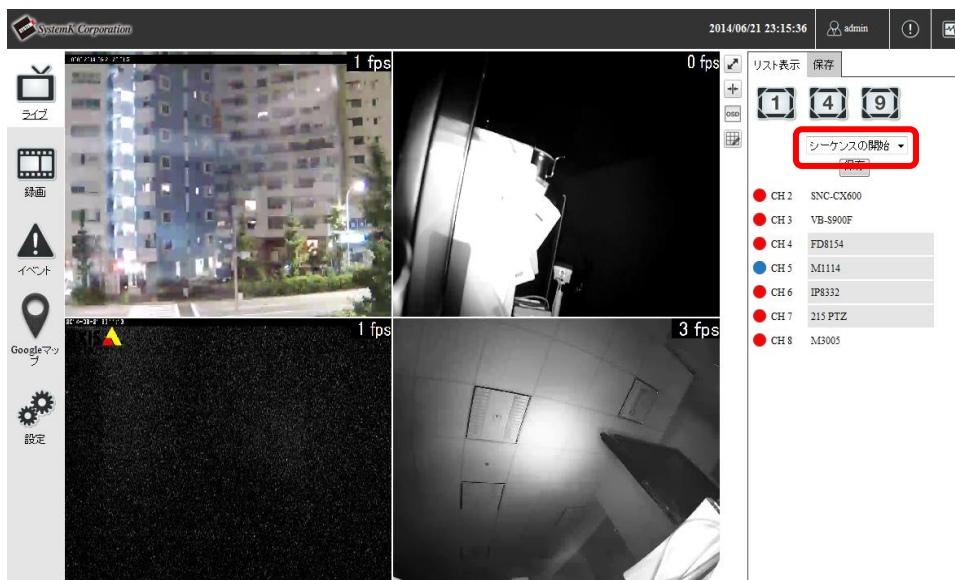 SystemK Corporation
2014/06/21 23:15:36
admin
ライブ
録画
イベント
Googleマッ
プ
設定
1 fps
0 fps
1 fps
3 fps
OSD
リスト表示
保存
1
4
9
シーケンスの開始
保存
CH 2 SNC-CX600
CH 3 VB-S900F
CH 4 FD8154
CH 5 M1114
CH 6 IP8332
CH 7 215 PTZ
CH 8 M3005